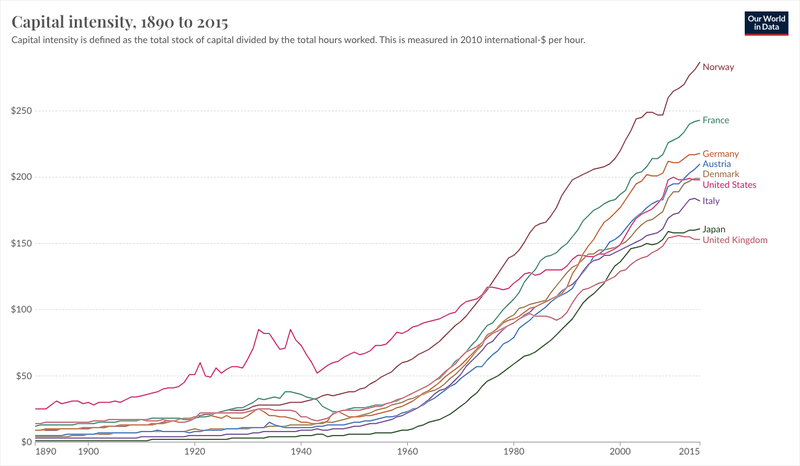 Capital intensity, 1890 to 2015
Capital intensity is defined as the total stock of capital divided by the total hours worked. This is measured in 2010 international-$ per hour.
Our World
in Data
Norway
$250
France
Germany
Austria
Denmark
$200
United States
Italy
Japan
United Kingdom
$150
$100
$50
$0
1890
1900
1920
1940
1960
1980
2000
2015